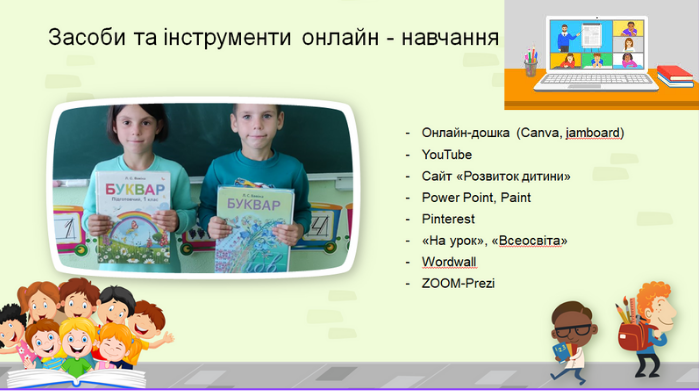 Засоби та інструменти онлайн - навчання
- Онлайн-дошка (Canva, jamboard)
- YouTube
- Сайт «Розвиток дитини»
- Power Point, Paint
- Pinterest
- «На урок», «Всеосвіта»
- Wordwall
- ZOOM-Prezi
БУКВАР
БУКВАР